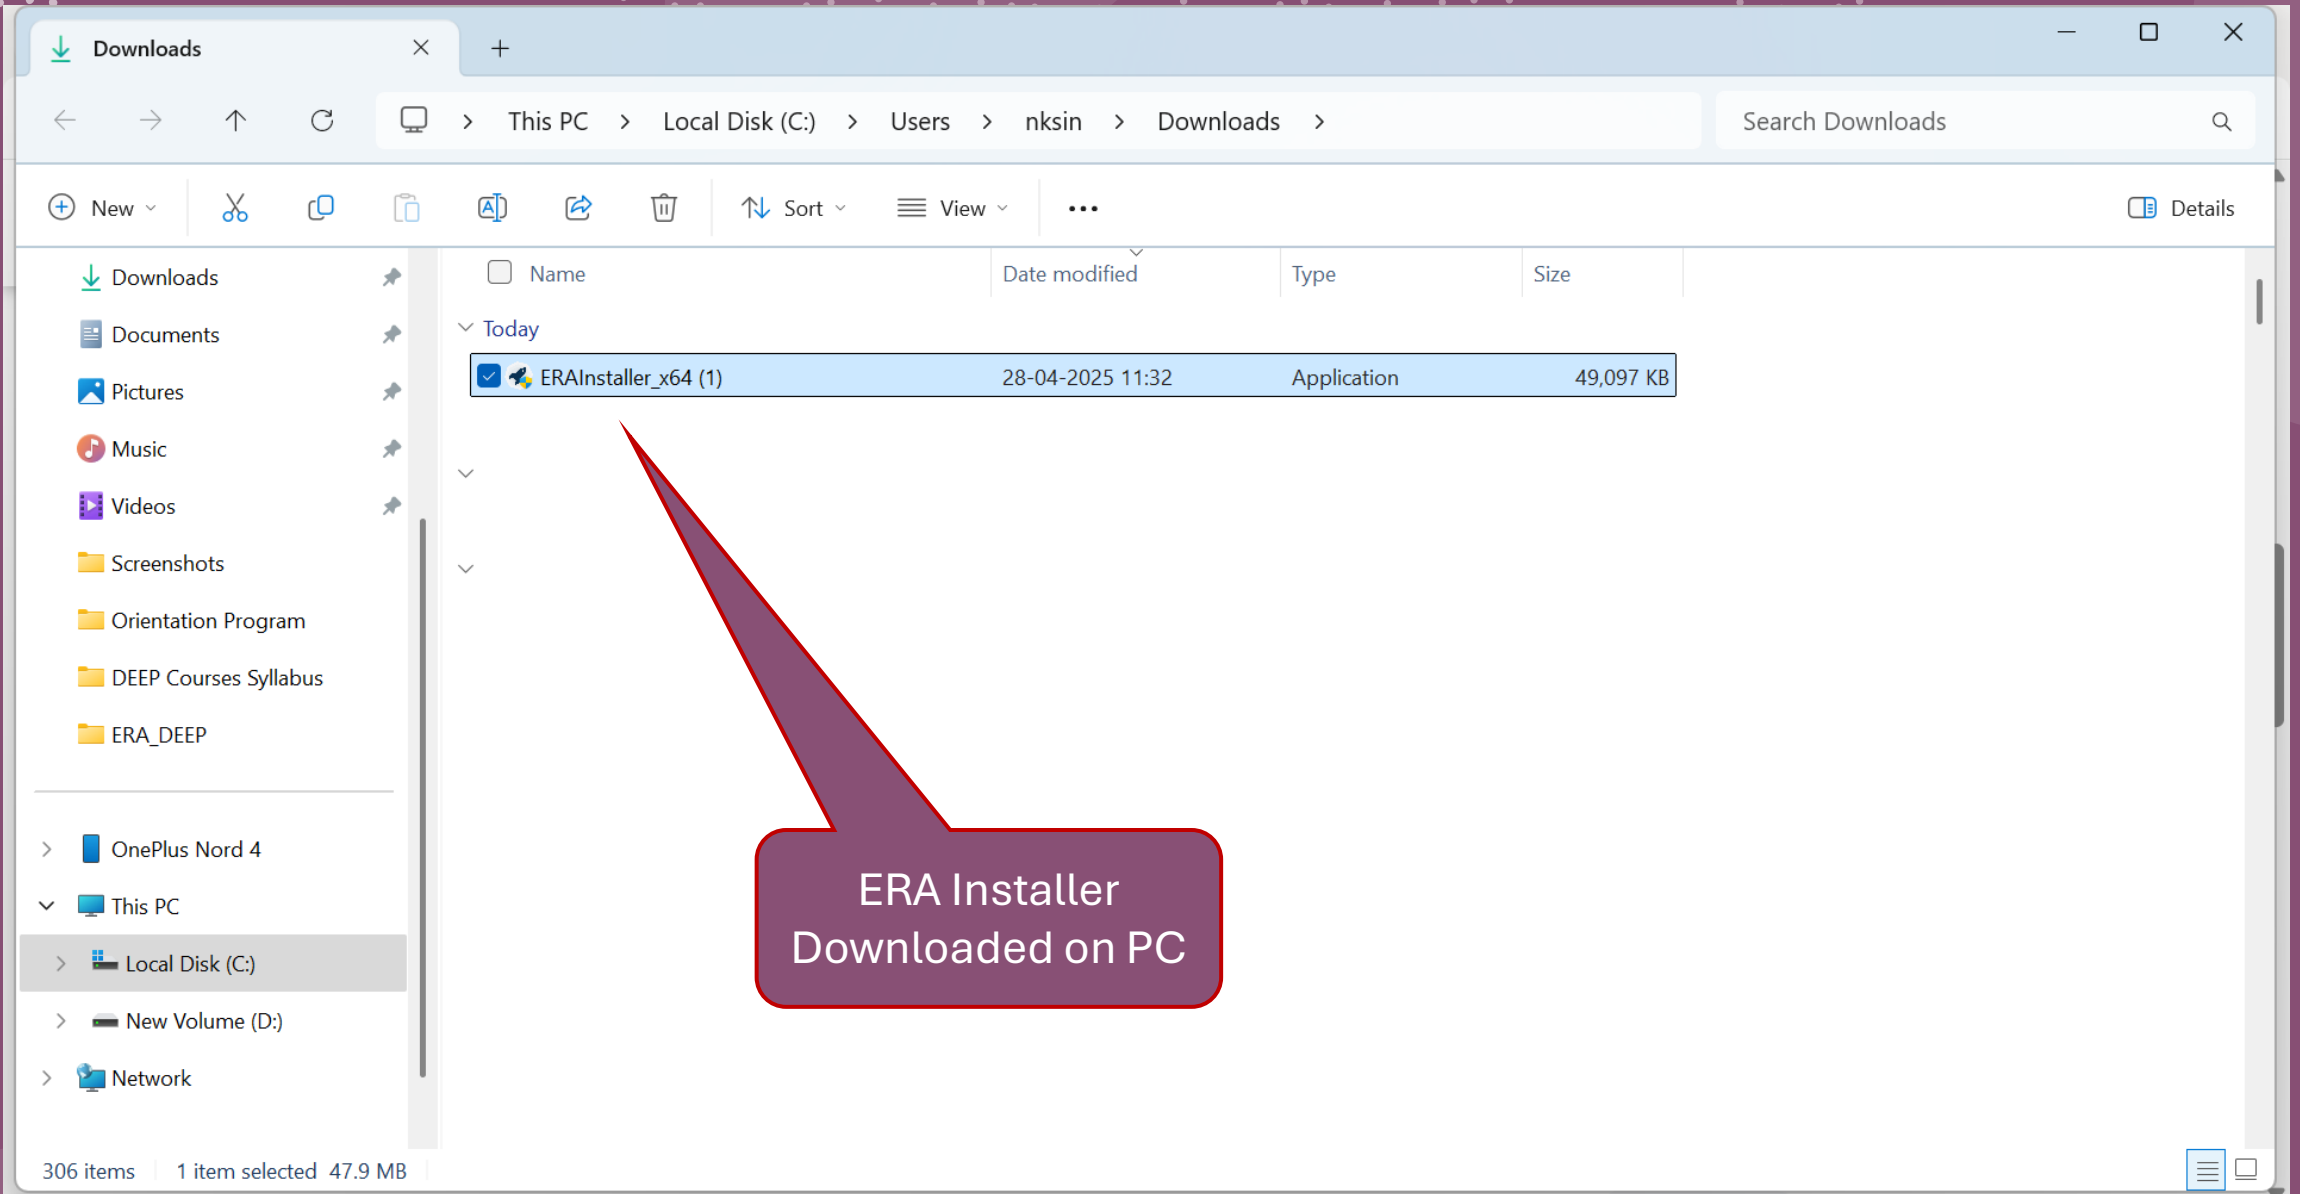 Downloads
This PC > Local Disk (C:) > Users > nksin > Downloads >
Search Downloads
New
Sort
View
Details
Downloads
Documents
Pictures
Music
Videos
Screenshots
Orientation Program
DEEP Courses Syllabus
ERA_DEEP
OnePlus Nord 4
This PC
Local Disk (C:)
New Volume (D:)
Network
Name Date modified Type Size
Today
ERAInstaller_x64 (1) 28-04-2025 11:32 Application 49,097 KB
ERA Installer
Downloaded on PC
306 items 1 item selected 47.9 MB